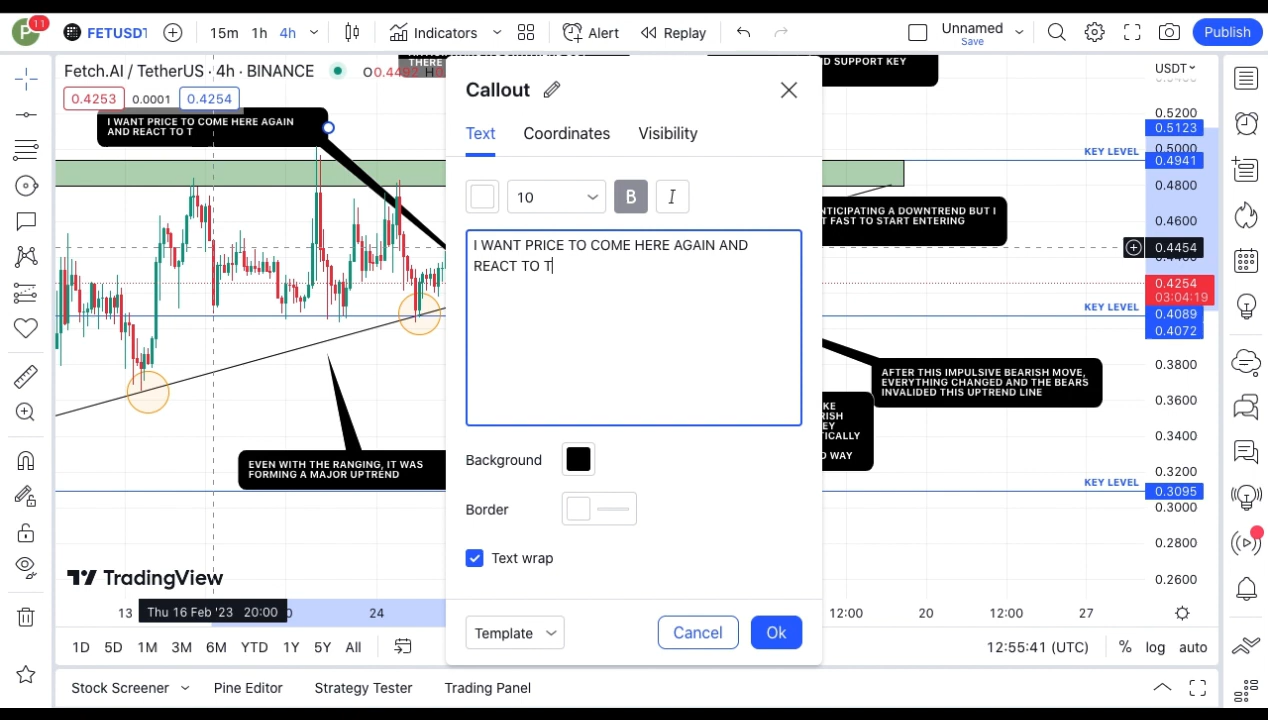 P
11
FETUSDT
15m
1h
4h
Indicators
Alert
Replay
Unnamed
Save
Publish
Fetch.AI / TetherUS · 4h · BINANCE
0.4253
0.0001
0.4254
THERE
D SUPPORT KEY
USDT
I WANT PRICE TO COME HERE AGAIN
AND REACT TO T
Callout
Text
Coordinates
Visibility
10
B
I
I WANT PRICE TO COME HERE AGAIN AND
REACT TO T
Background
Border
Text wrap
Template
Cancel
Ok
KEY LEVEL
NTICIPATING A DOWNTREND BUT I
T FAST TO START ENTERING
KEY LEVEL
AFTER THIS IMPULSIVE BEARISH MOVE,
EVERYTHING CHANGED AND THE BEARS
INVALIDED THIS UPTREND LINE
KE
RISH
EY
TICALLY
D WAY
EVEN WITH THE RANGING, IT WAS
FORMING A MAJOR UPTREND
KEY LEVEL
0.5200
0.5123
0.5000
0.4941
0.4800
0.4600
0.4454
0.4254
03:04:19
0.4089
0.4072
0.3800
0.3600
0.3400
0.3200
0.3095
0.3000
0.2800
0.2600
TradingView
13
Thu 16 Feb '23 20:00
24
12:00
20
12:00
27
1D
5D
1M
3M
6M
YTD
1Y
5Y
All
12:55:41 (UTC)
%
log
auto
Stock Screener
Pine Editor
Strategy Tester
Trading Panel